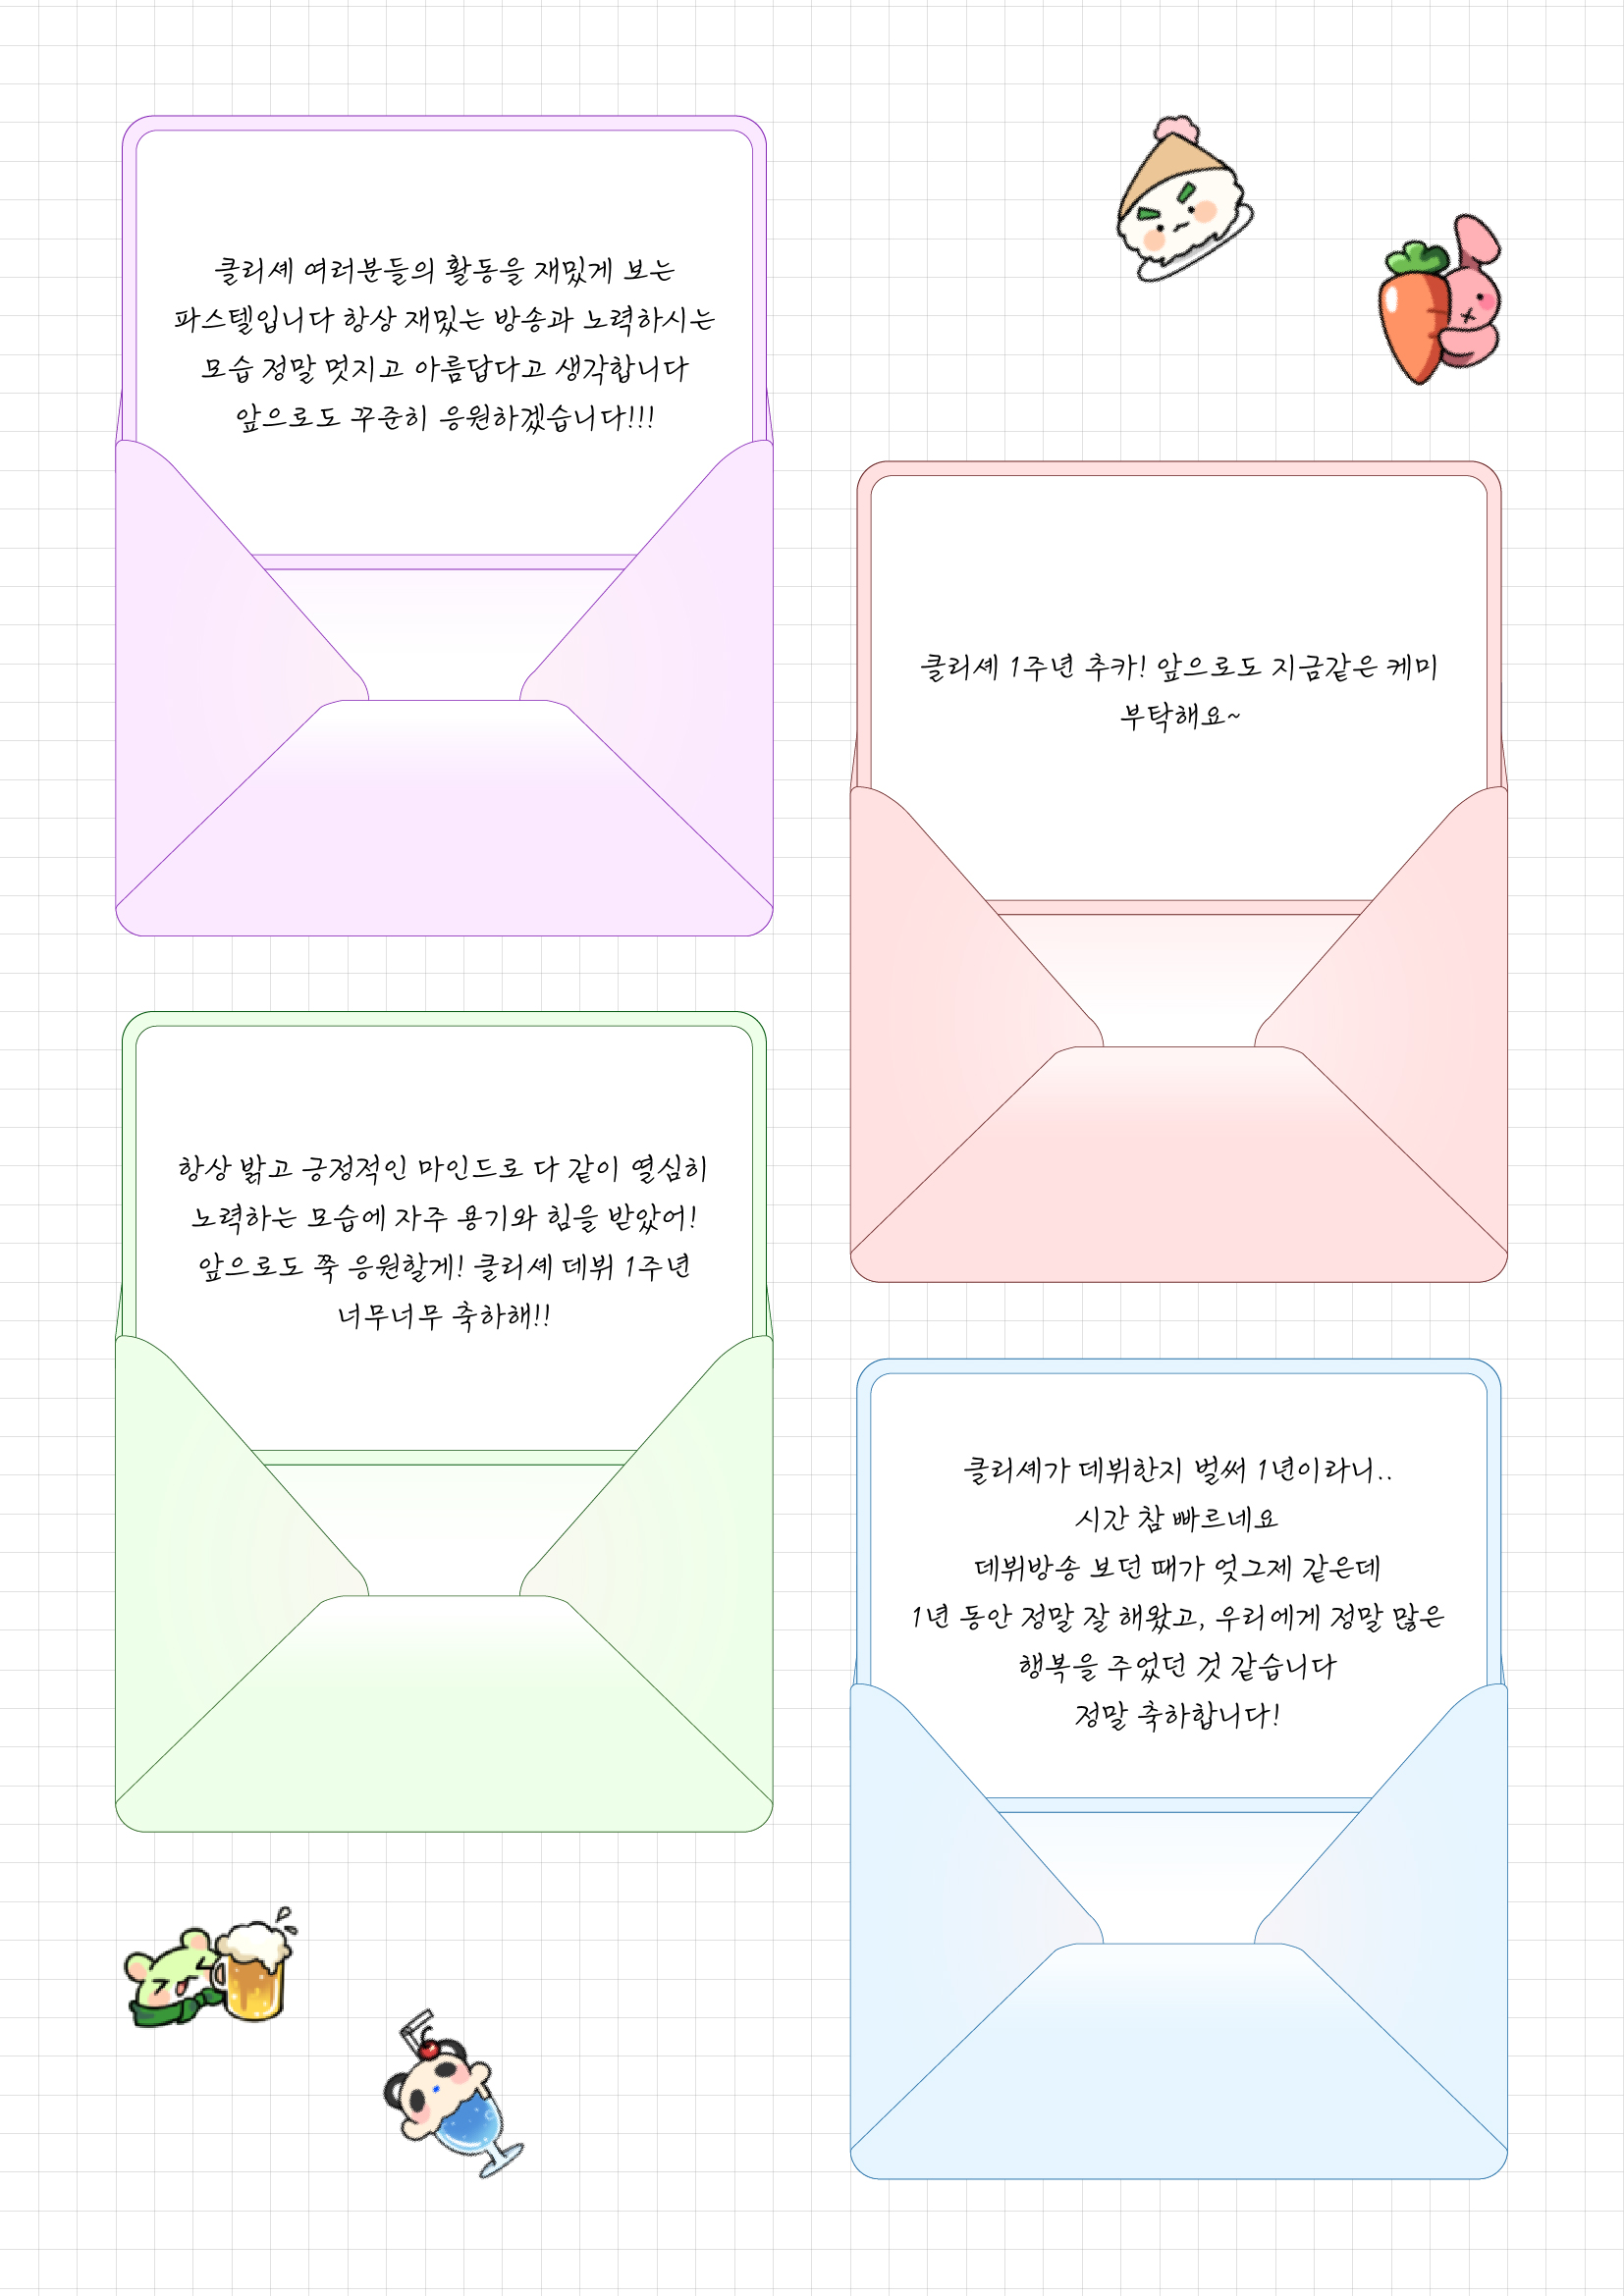 클리셰 여러분들의 활동을 재밌게 보는
파스텔입니다 항상 재밌는 방송과 노력하시는
모습 정말 멋지고 아름답다고 생각합니다
앞으로도 꾸준히 응원하겠습니다!!!
클리셰 1주년 추카! 앞으로도 지금같은 케미
부탁해요~
항상 밝고 긍정적인 마인드로 다 같이 열심히
노력하는 모습에 자주 용기와 힘을 받았어!
앞으로도 쭉 응원할게! 클리셰 데뷔 1주년
너무너무 축하해!!
클리셰가 데뷔한지 벌써 1년이라니..
시간 참 빠르네요
데뷔방송 보던 때가 엊그제 같은데
1년 동안 정말 잘 해왔고, 우리에게 정말 많은
행복을 주었던 것 같습니다
정말 축하합니다!